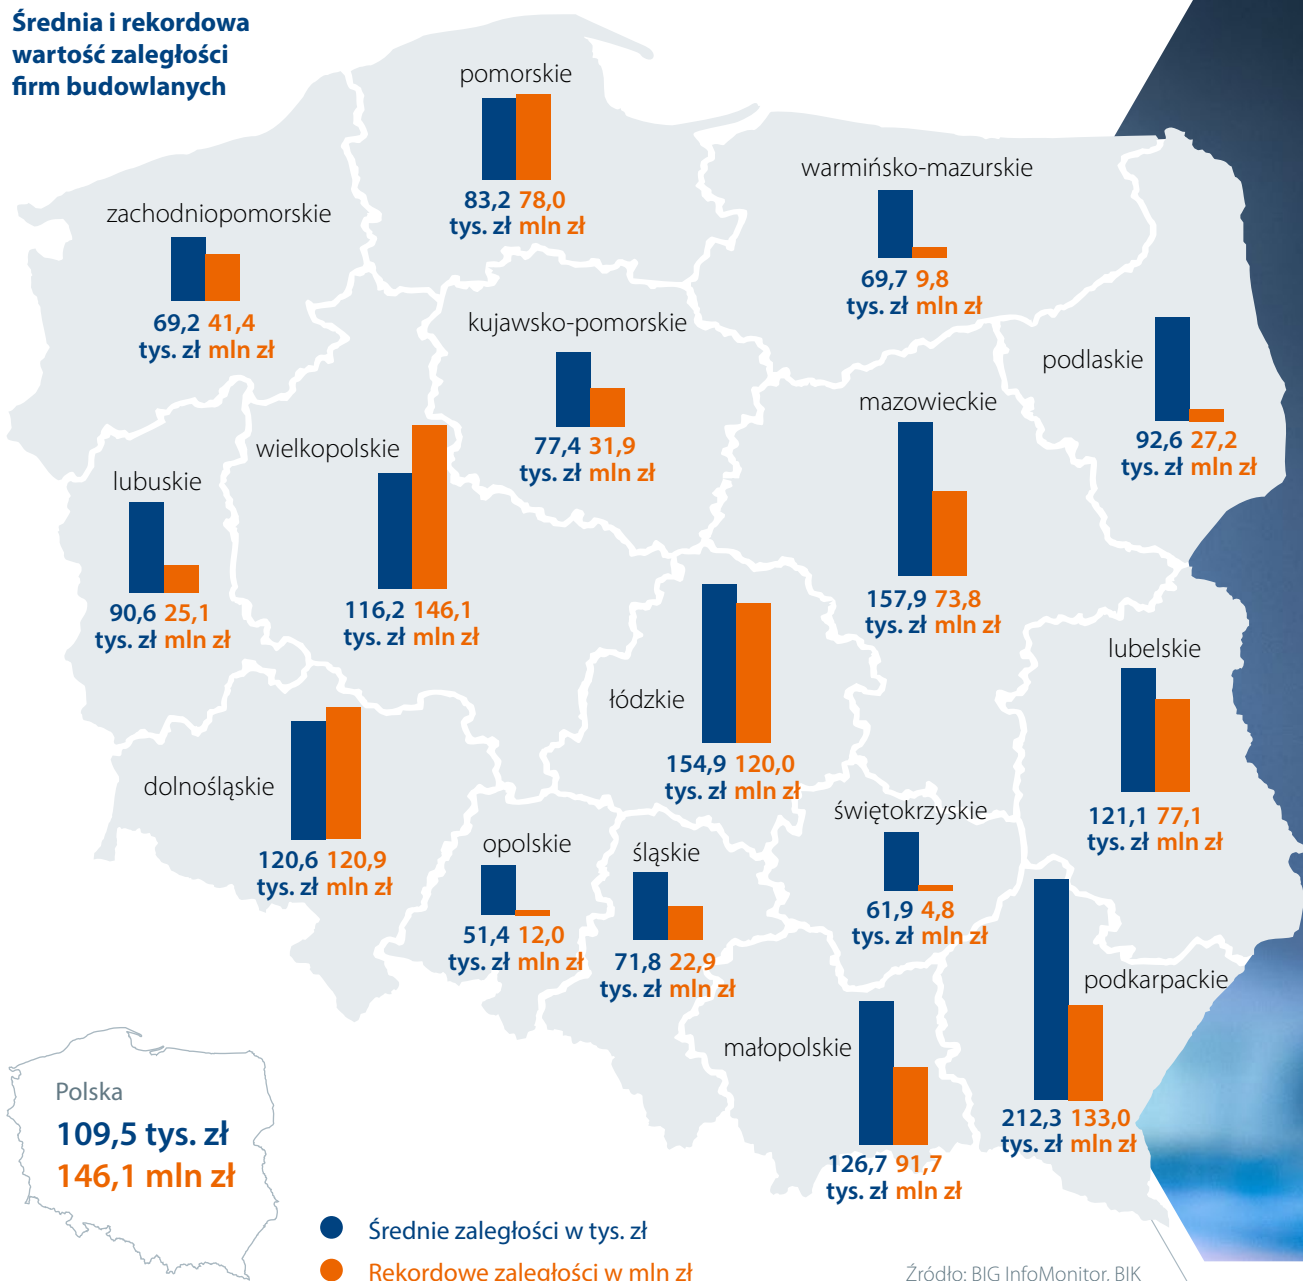 Średnia i rekordowa
wartość zaległości
firm budowlanych
pomorskie
83,2 78,0
tys. zł mln zł
warmińsko-mazurskie
69,7 9,8
tys. zł mln zł
zachodniopomorskie
69,2 41,4
tys. zł mln zł
kujawsko-pomorskie
77,4 31,9
tys. zł mln zł
podlaskie
92,6 27,2
tys. zł mln zł
mazowieckie
157,9 73,8
tys. zł mln zł
wielkopolskie
116,2 146,1
tys. zł mln zł
lubuskie
90,6 25,1
tys. zł mln zł
łódzkie
154,9 120,0
tys. zł mln zł
lubelskie
121,1 77,1
tys. zł mln zł
dolnośląskie
120,6 120,9
tys. zł mln zł
opolskie
51,4 12,0
tys. zł mln zł
śląskie
71,8 22,9
tys. zł mln zł
świętokrzyskie
61,9 4,8
tys. zł mln zł
podkarpackie
212,3 133,0
tys. zł mln zł
małopolskie
126,7 91,7
tys. zł mln zł
Polska
109,5 tys. zł
146,1 mln zł
Średnie zaległości w tys. zł
Rekordowe zaległości w mln zł
Źródło: BIG InfoMonitor, BIK